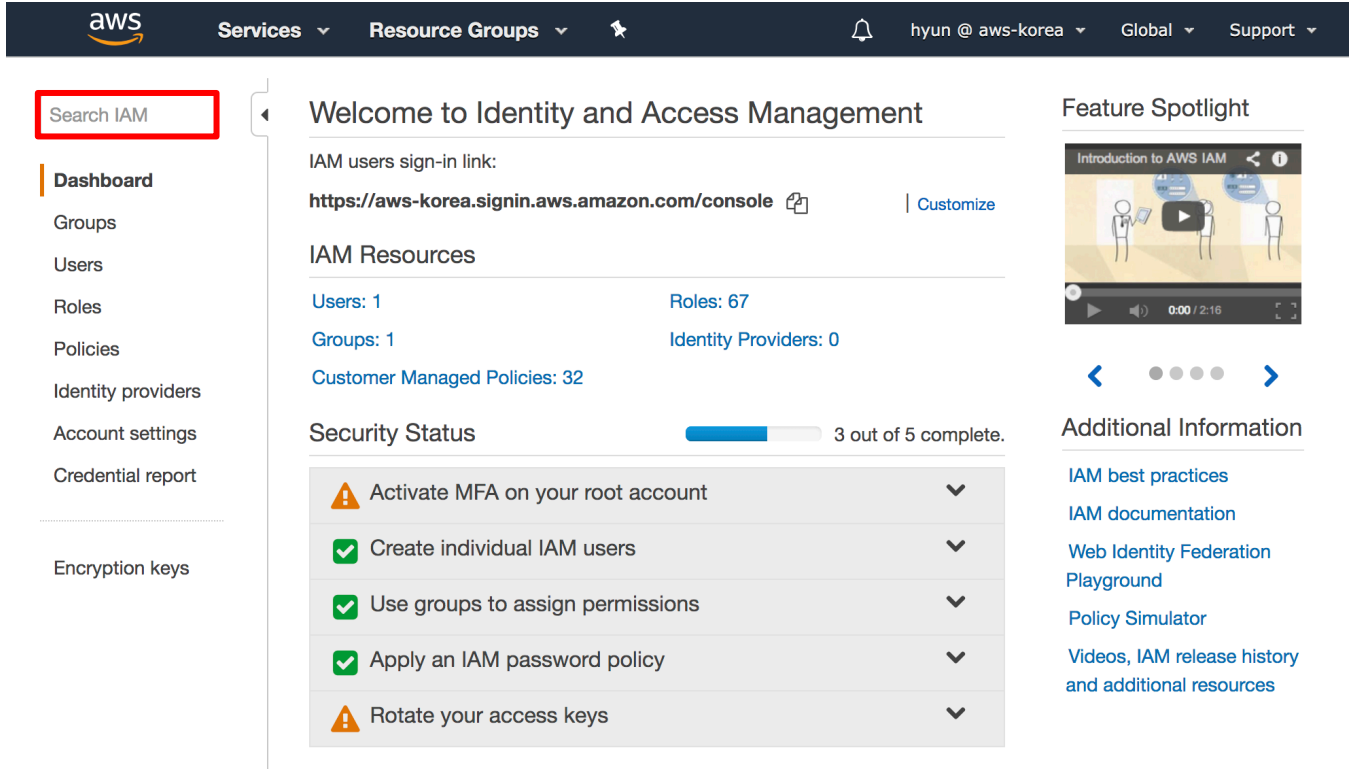 aws
Services
Resource Groups
hyun @ aws-korea
Global
Support
Search IAM
Dashboard
Groups
Users
Roles
Policies
Identity providers
Account settings
Credential report
Encryption keys
Welcome to Identity and Access Management
IAM users sign-in link:
https://aws-korea.signin.aws.amazon.com/console
Customize
IAM Resources
Users: 1
Roles: 67
Groups: 1
Identity Providers: 0
Customer Managed Policies: 32
Security Status
3 out of 5 complete.
Activate MFA on your root account
Create individual IAM users
Use groups to assign permissions
Apply an IAM password policy
Rotate your access keys
Feature Spotlight
Introduction to AWS IAM
0:00 / 2:16
Additional Information
IAM best practices
IAM documentation
Web Identity Federation
Playground
Policy Simulator
Videos, IAM release history
and additional resources